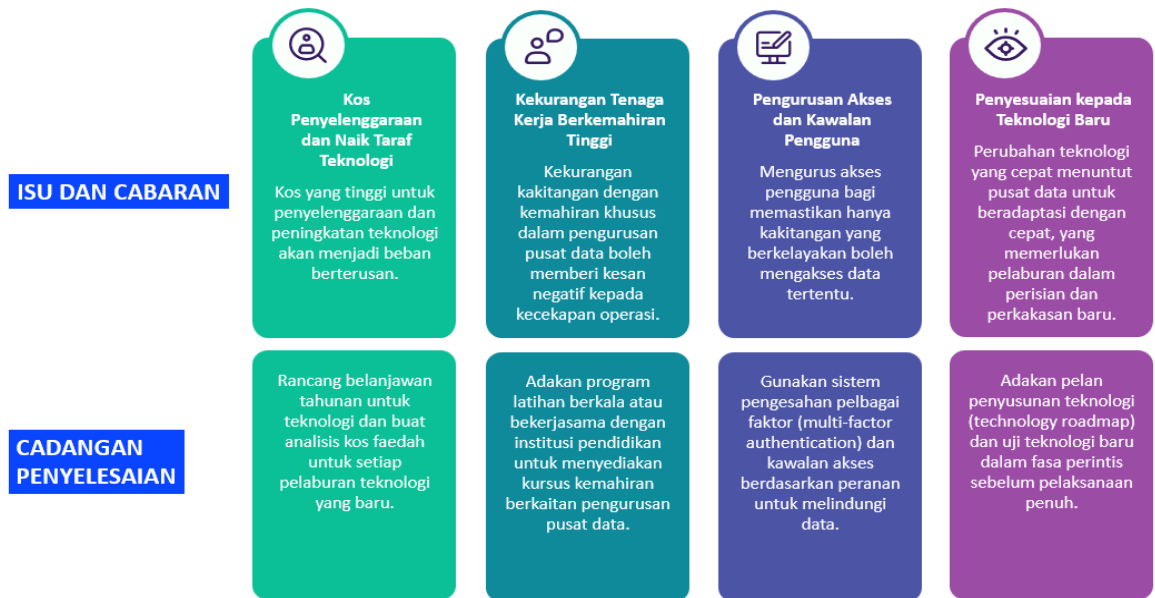 ISU DAN CABARAN
Kos
Penyelenggaraan
dan Naik Taraf
Teknologi
Kos yang tinggi untuk
penyelenggaraan dan
peningkatan teknologi
akan menjadi beban
berterusan.
Kekurangan Tenaga
Kerja Berkemahiran
Tinggi
Kekurangan
kakitangan dengan
kemahiran khusus
dalam pengurusan
pusat data boleh
memberi kesan
negatif kepada
kecekapan operasi.
Pengurusan Akses
dan Kawalan
Pengguna
Mengurus akses
pengguna bagi
memastikan hanya
kakitangan yang
berkelayakan boleh
mengakses data
tertentu.
Penyesuaian kepada
Teknologi Baru
Perubahan teknologi
yang cepat menuntut
pusat data untuk
beradaptasi dengan
cepat, yang
memerlukan
pelaburan dalam
perisian dan
perkakasan baru.
CADANGAN
PENYELESAIAN
Rancang belanjawan
tahunan untuk
teknologi dan buat
analisis kos faedah
untuk setiap
pelaburan teknologi
yang baru.
Adakan program
latihan berkala atau
bekerjasama dengan
institusi pendidikan
untuk menyediakan
kursus kemahiran
berkaitan pengurusan
pusat data.
Gunakan sistem
pengesahan pelbagai
faktor (multi-factor
authentication) dan
kawalan akses
berdasarkan peranan
untuk melindungi
data.
Adakan pelan
penyusunan teknologi
(technology roadmap)
dan uji teknologi baru
dalam fasa perintis
sebelum pelaksanaan
penuh.